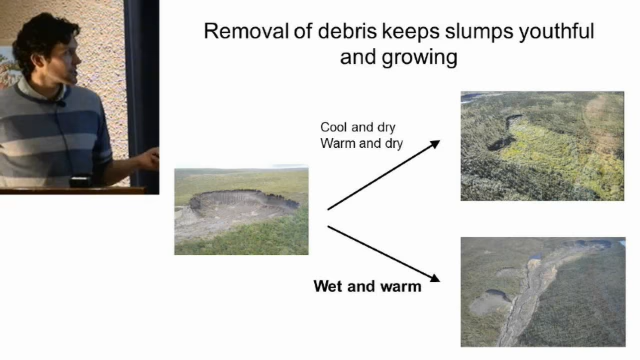 Removal of debris keeps slumps youthful
and growing
Cool and dry
Warm and dry
Wet and warm